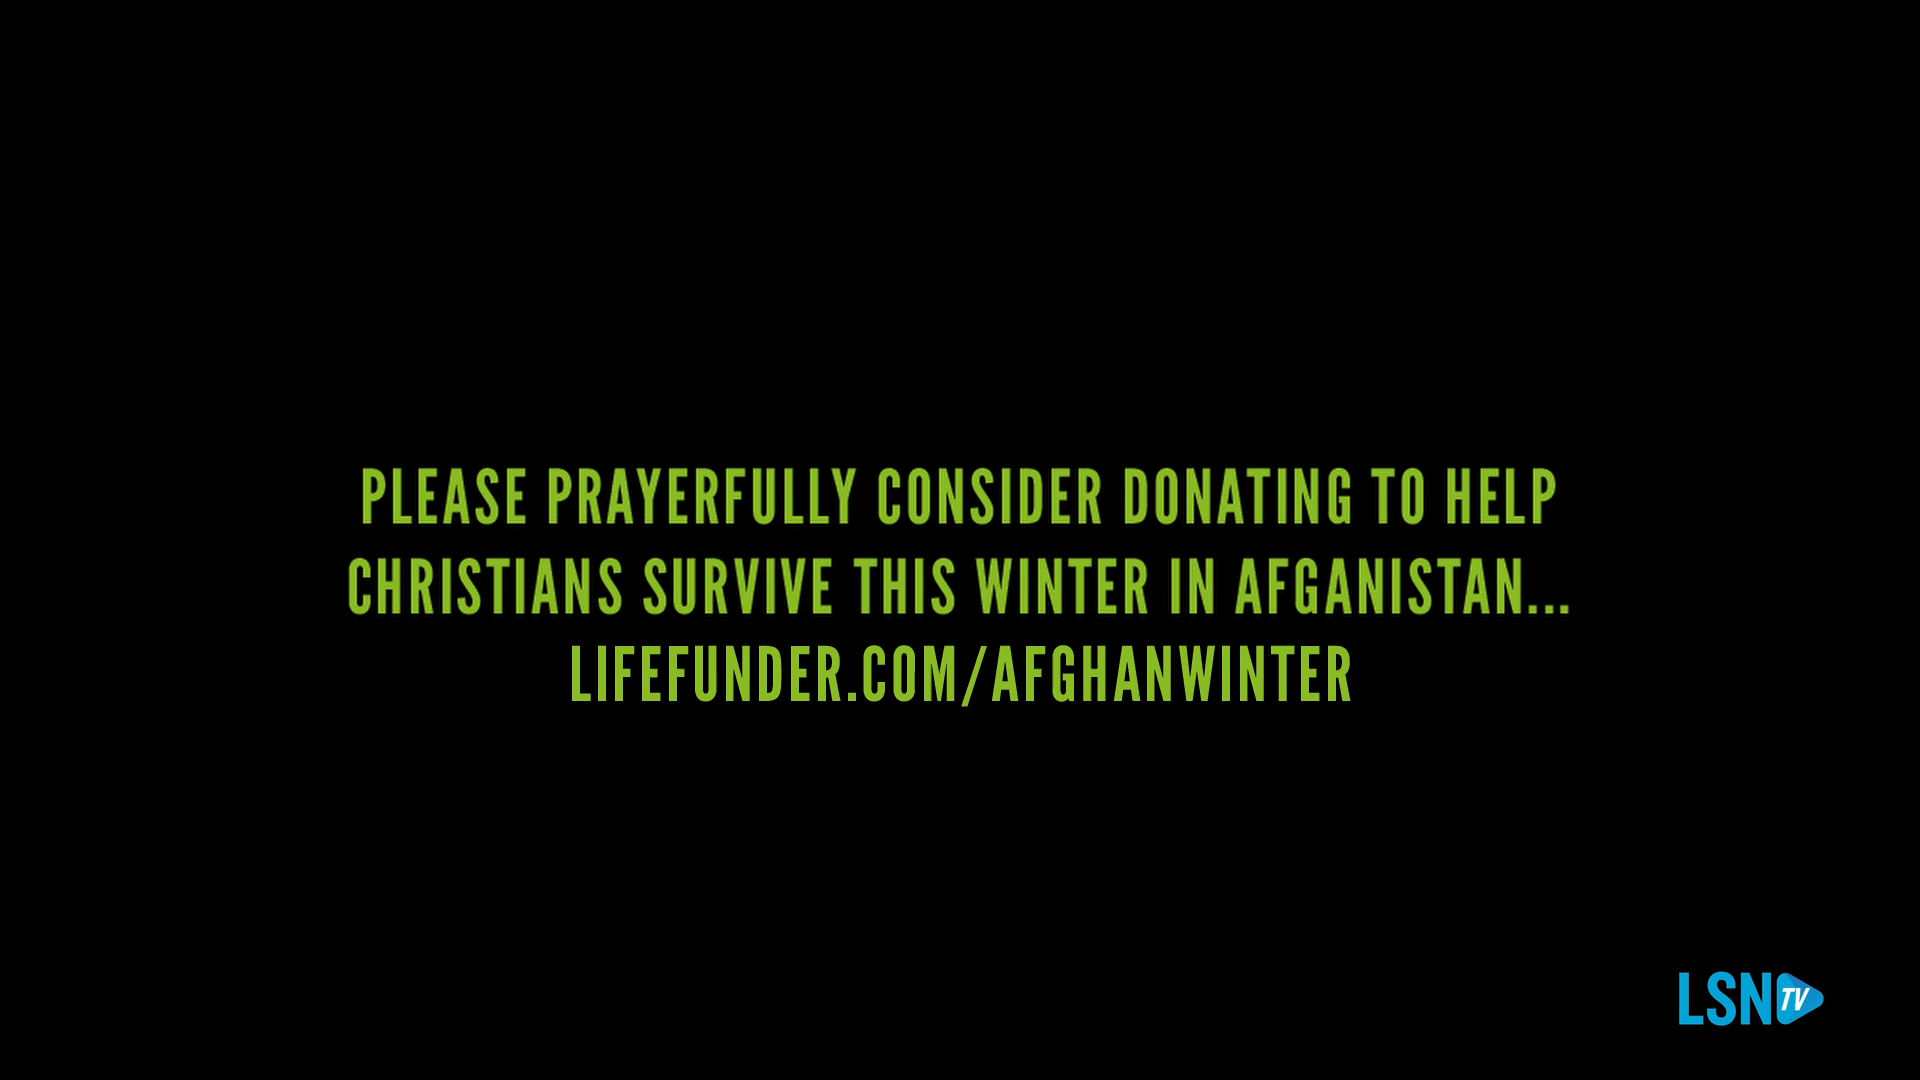 PLEASE PRAYERFULLY CONSIDER DONATING TO HELP
CHRISTIANS SURVIVE THIS WINTER IN AFGANISTAN...
LIFEFUNDER.COM/AFGHANWINTER
LSN TV